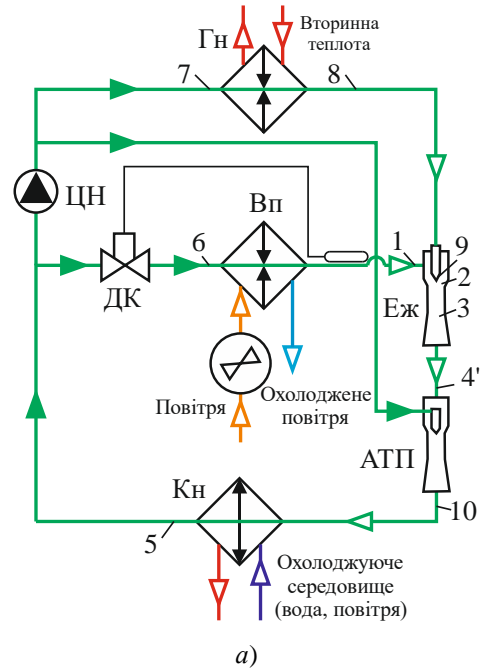 Гн
Вторинна
теплота
7
8
ЦН
Вп
6
1
9
2
ДК
Еж
3
4'
Повітря
Охолоджене
повітря
АТП
Кн
10
5
Охолоджуюче
середовище
(вода, повітря)
а)